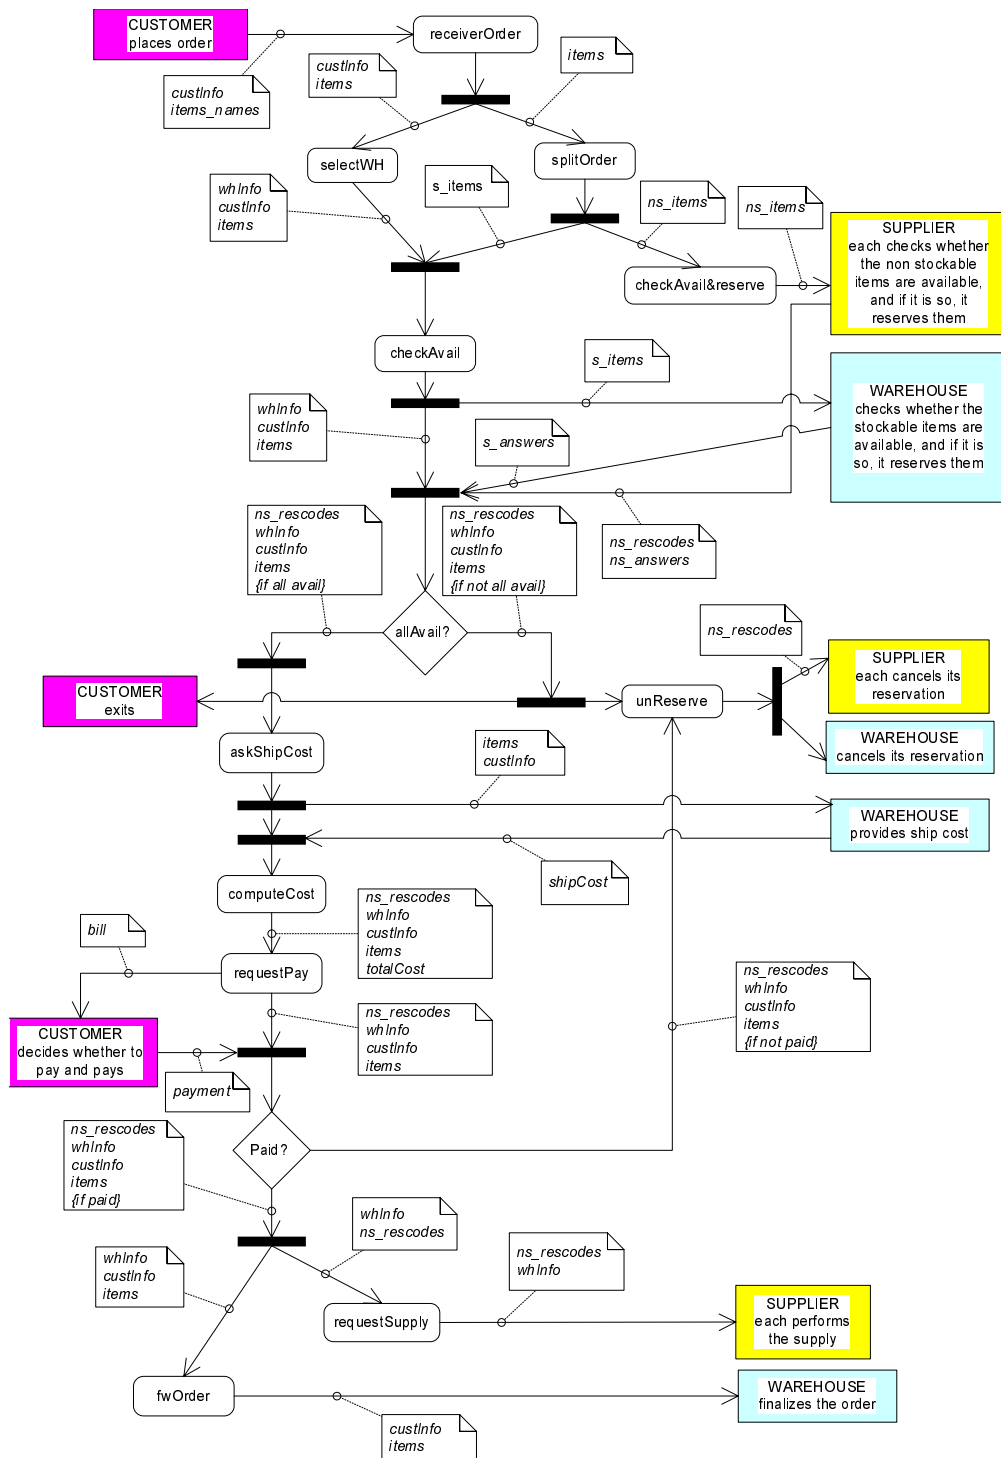 CUSTOMER
places order
receiverOrder
custInfo
items
items
custInfo
items_names
selectWH
splitOrder
whInfo
custInfo
items
s_items
ns_items
ns_items
SUPPLIER
each checks whether
the non stockable
items are available,
and if it is so, it
reserves them
checkAvail&reserve
checkAvail
s_items
WAREHOUSE
checks whether the
stockable items are
available, and if it is
so, it reserves them
whInfo
custInfo
items
s_answers
ns_rescodes
whInfo
custInfo
items
{if all avail}
ns_rescodes
whInfo
custInfo
items
{if not all avail}
ns_rescodes
ns_answers
allAvail?
ns_rescodes
SUPPLIER
each cancels its
reservation
CUSTOMER
exits
unReserve
WAREHOUSE
cancels its reservation
askShipCost
items
custInfo
WAREHOUSE
provides ship cost
shipCost
computeCost
ns_rescodes
whInfo
custInfo
items
totalCost
bill
requestPay
ns_rescodes
whInfo
custInfo
items
{if not paid}
ns_rescodes
whInfo
custInfo
items
CUSTOMER
decides whether to
pay and pays
payment
ns_rescodes
whInfo
custInfo
items
{if paid}
Paid?
whInfo
ns_rescodes
whInfo
custInfo
items
ns_rescodes
whInfo
requestSupply
SUPPLIER
each performs
the supply
fwOrder
WAREHOUSE
finalizes the order
custInfo
items